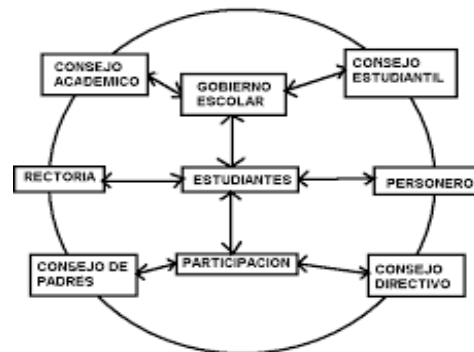 CONSEJO
ACADEMICO
GOBIERNO
ESCOLAR
CONSEJO
ESTUDIANTIL
RECTORIA
ESTUDIANTES
PERSONERO
CONSEJO DE
PADRES
PARTICIPACION
CONSEJO
DIRECTIVO